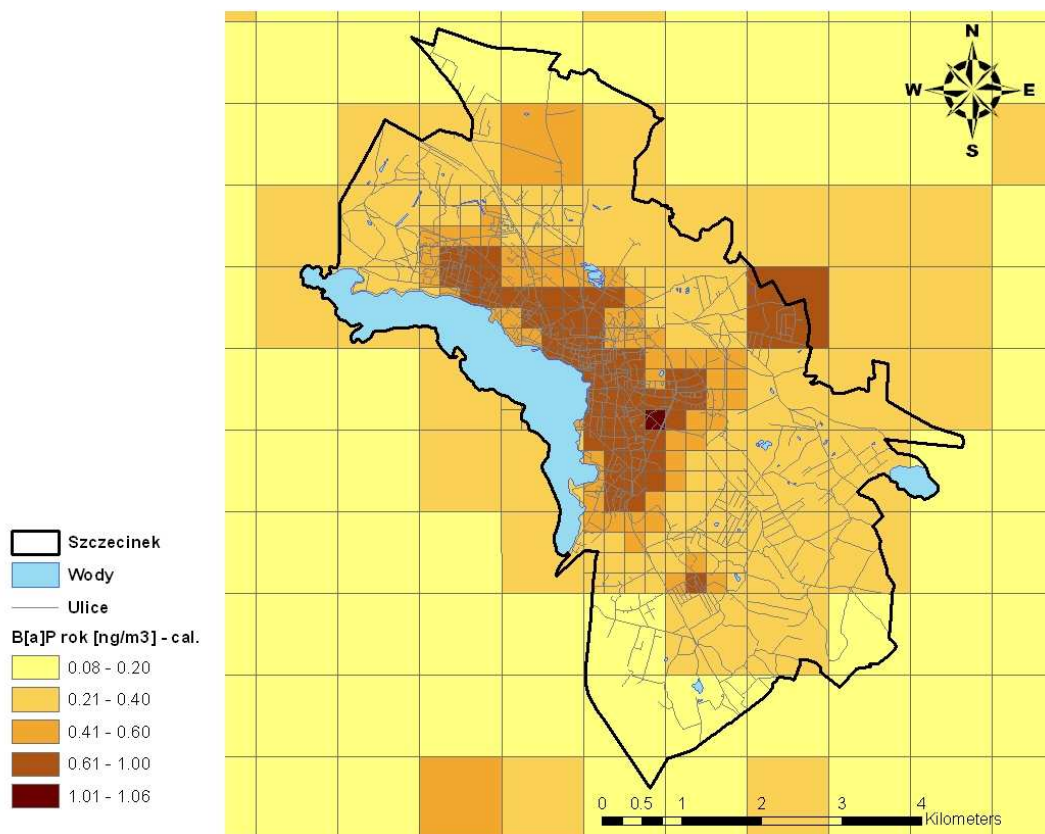 N
W E
S
Szczecinek
Wody
Ulice
B[a]P rok [ng/m3] - cal.
0.08 - 0.20
0.21 - 0.40
0.41 - 0.60
0.61 - 1.00
1.01 - 1.06
0 0.5 1 2 3 4
Kilometers